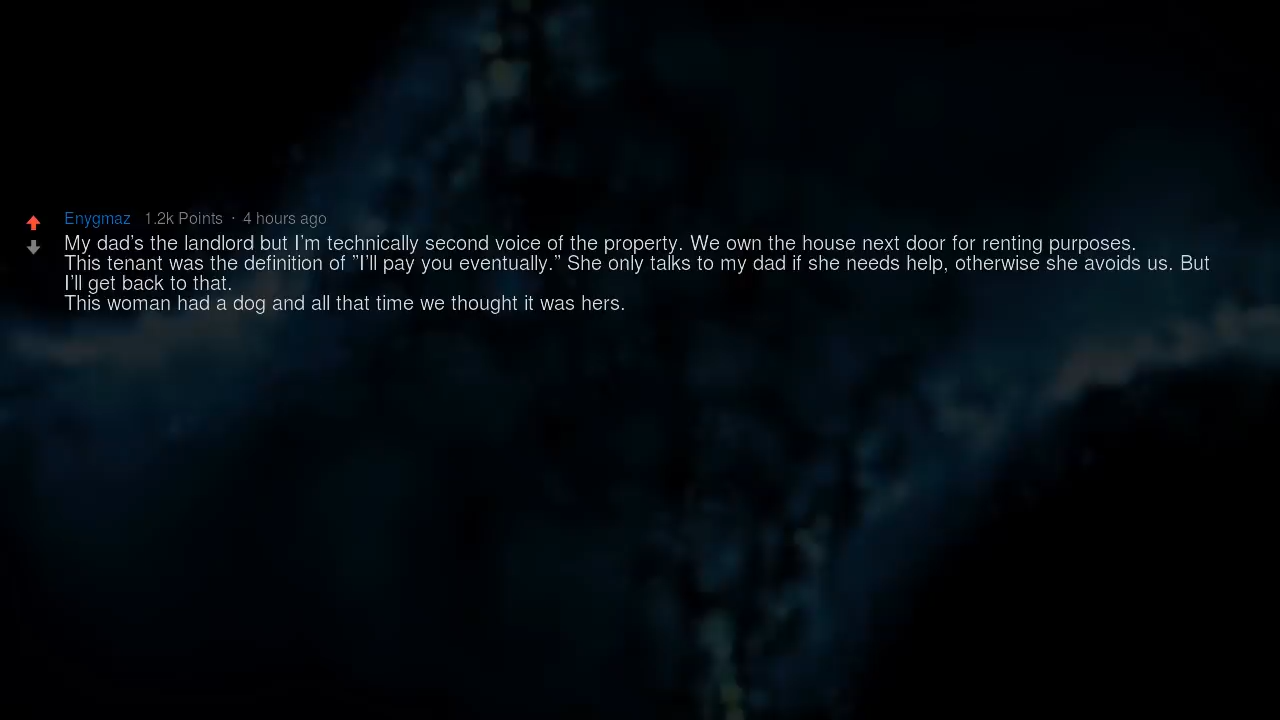 Enygmaz 1.2k Points · 4 hours ago
My dad's the landlord but I'm technically second voice of the property. We own the house next door for renting purposes.
This tenant was the definition of "I'll pay you eventually." She only talks to my dad if she needs help, otherwise she avoids us. But
I'll get back to that.
This woman had a dog and all that time we thought it was hers.